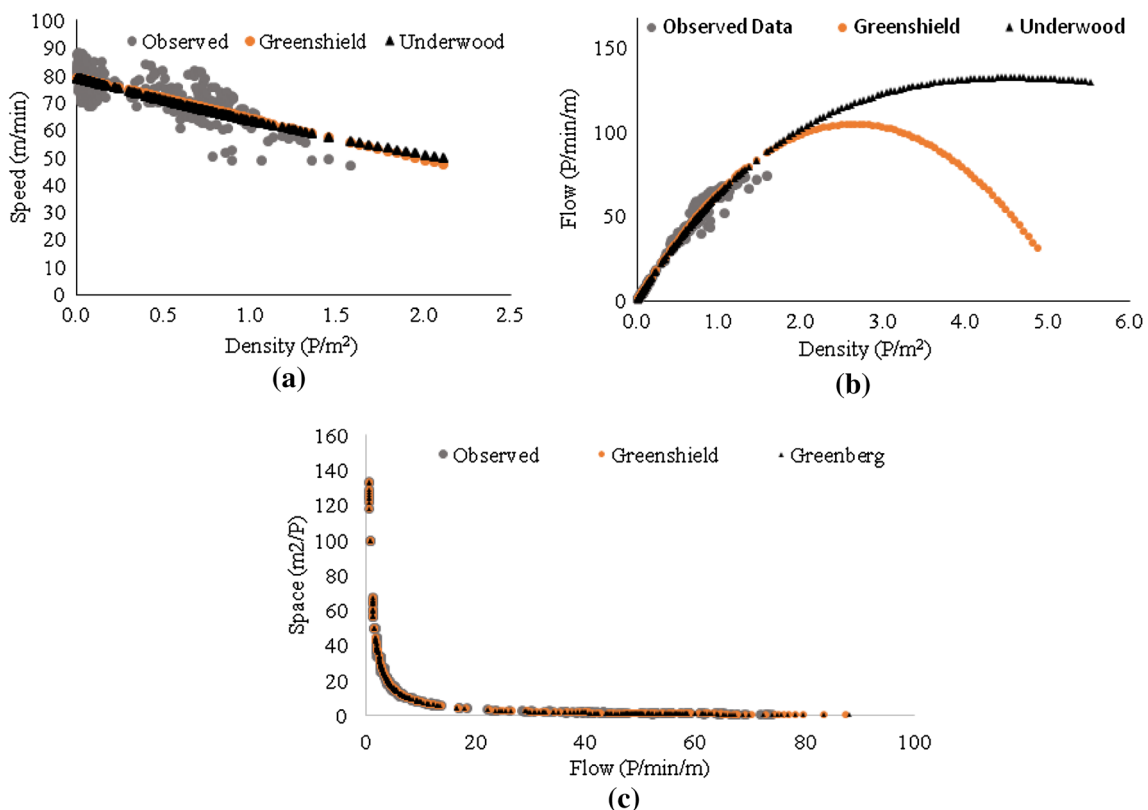 Observed Greenshield Underwood
100
90
80
70
60
50
40
30
20
10
0
Speed (m/min)
0.0 0.5 1.0 1.5 2.0 2.5
Density (P/m²)
(a)
Observed Data Greenshield Underwood
150
100
50
0
Flow (P/min/m)
0.0 1.0 2.0 3.0 4.0 5.0 6.0
Density (P/m²)
(b)
Observed Greenshield Greenberg
160
140
120
100
80
60
40
20
0
Space (m2/P)
0 20 40 60 80 100
Flow (P/min/m)
(c)